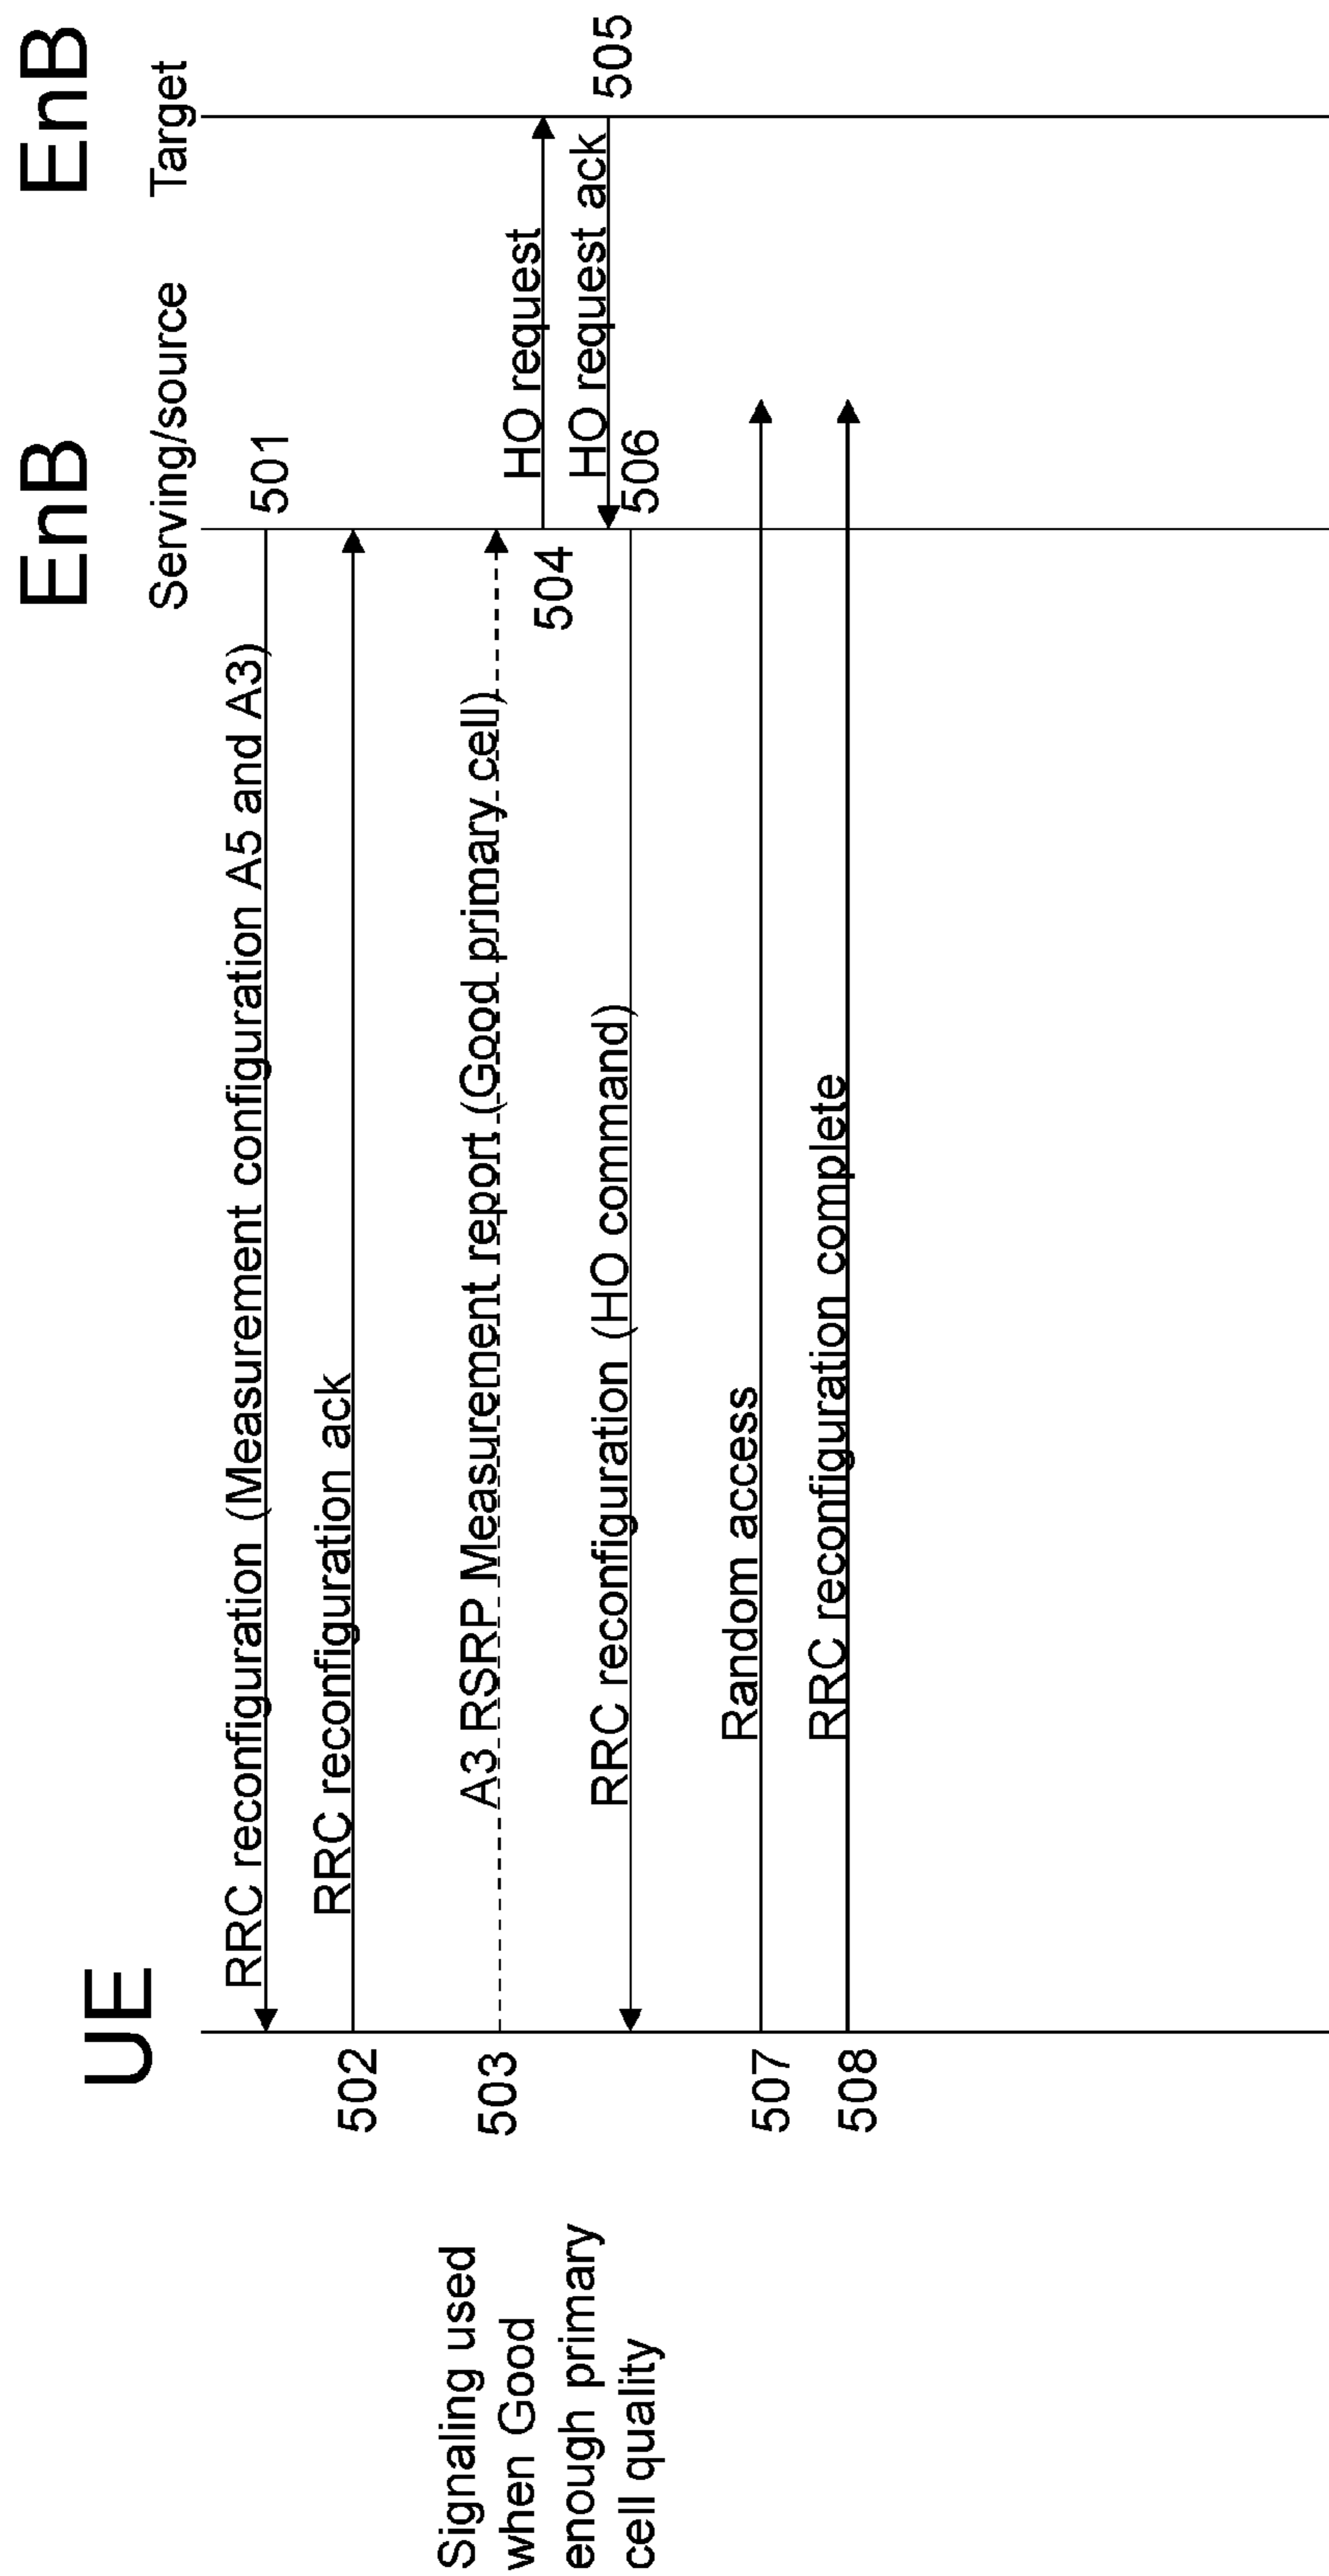 UE
EnB
EnB
Serving/source
Target
RRC reconfiguration (Measurement configuration A5 and A3)
501
RRC reconfiguration ack
502
A3 RSRP Measurement report (Good primary cell)
503
Signaling used
when Good
enough primary
cell quality
HO request
504
HO request ack
505
RRC reconfiguration (HO command)
506
Random access
507
RRC reconfiguration complete
508